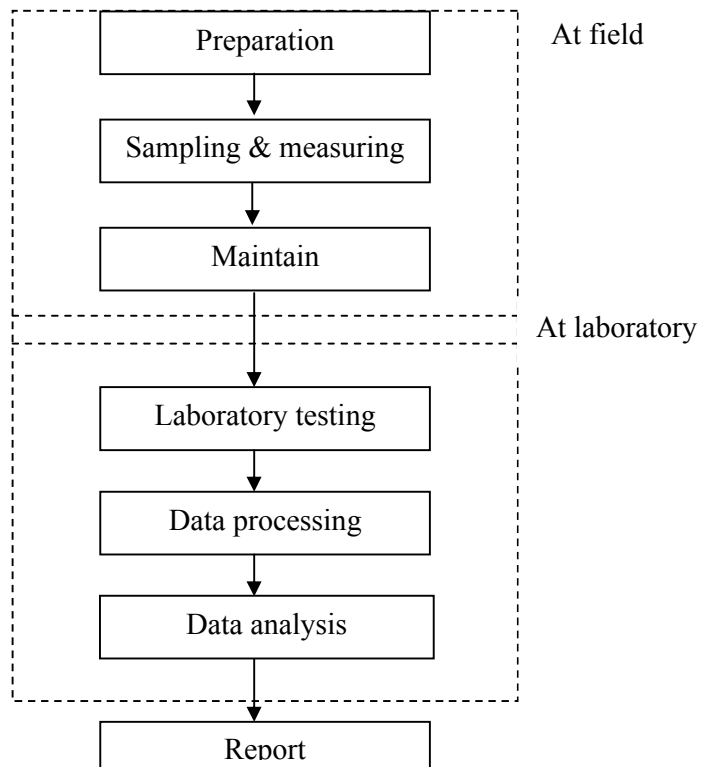 Preparation
At field
Sampling & measuring
Maintain
At laboratory
Laboratory testing
Data processing
Data analysis
Report